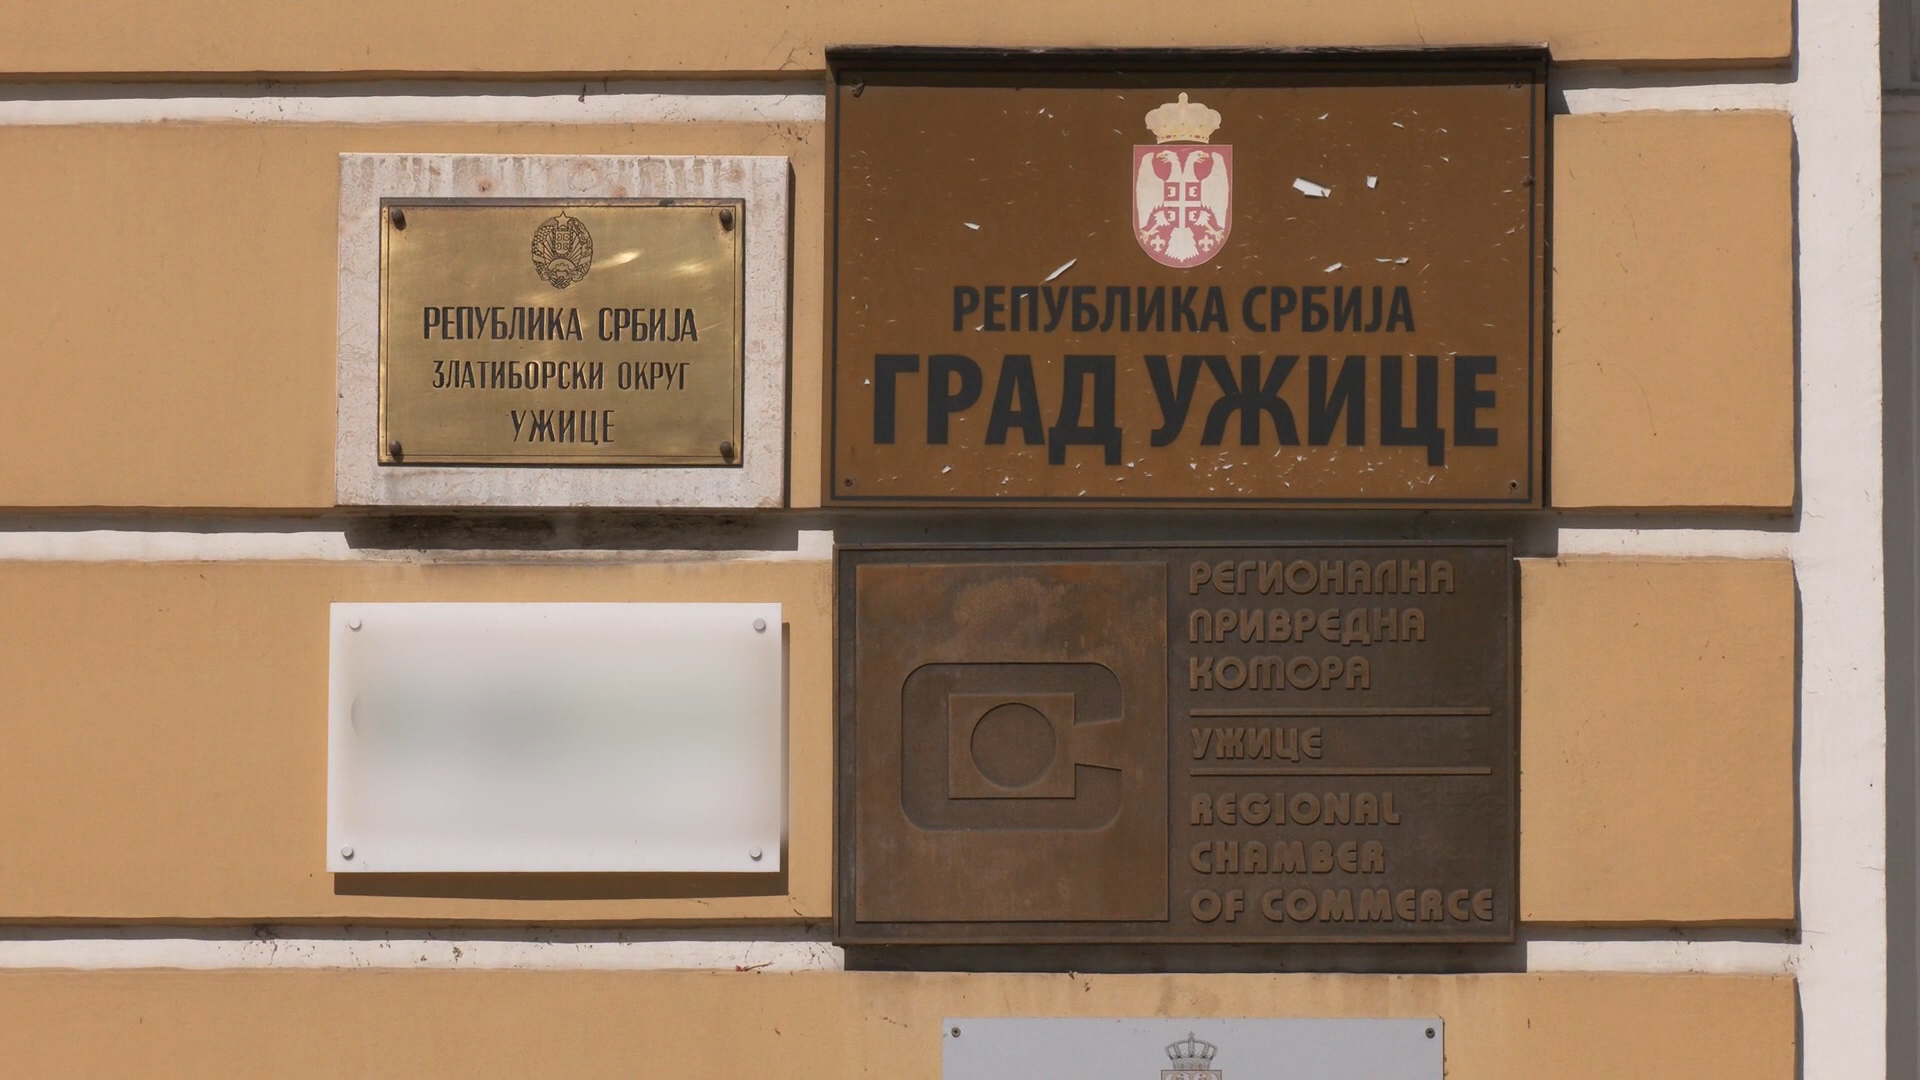 РЕПУБЛИКА СРБИЈА
ЗЛАТИБОРСКИ ОКРУГ
УЖИЦЕ
РЕПУБЛИКА СРБИЈА
ГРАД УЖИЦЕ
РЕГИОНАЛНА
ПРИВРЕДНА
КОМОРА
УЖИЦЕ
REGIONAL
CHAMBER
OF COMMERCE